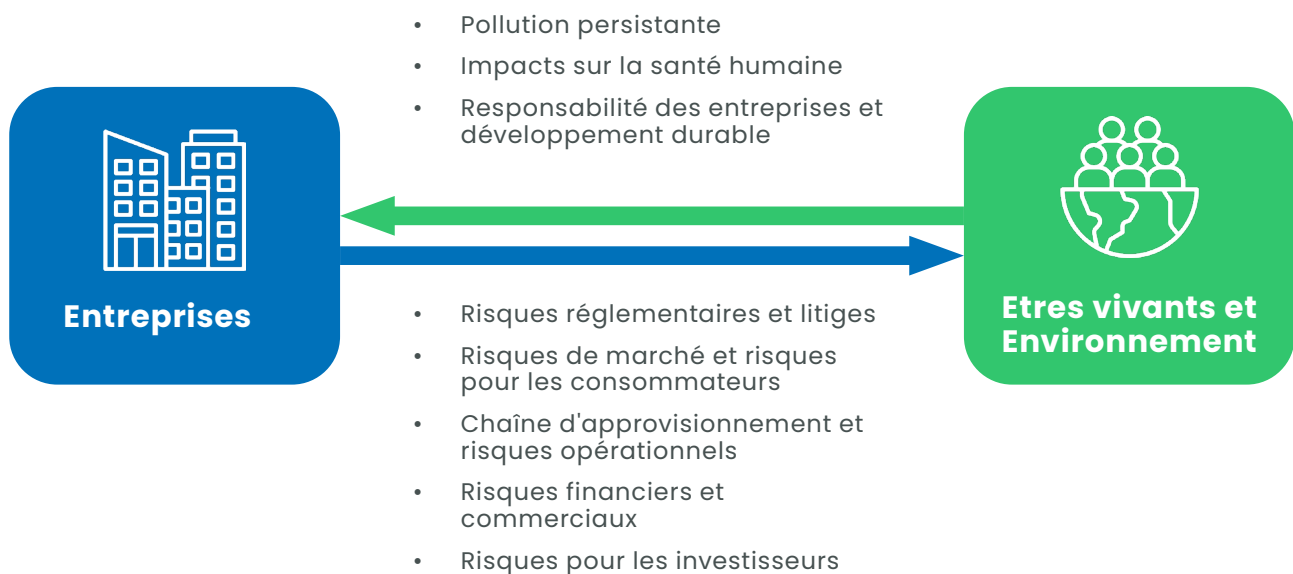 • Pollution persistante
• Impacts sur la santé humaine
• Responsabilité des entreprises et
développement durable
Entreprises
Etres vivants et
Environnement
• Risques réglementaires et litiges
• Risques de marché et risques
pour les consommateurs
• Chaîne d'approvisionnement et
risques opérationnels
• Risques financiers et
commerciaux
• Risques pour les investisseurs